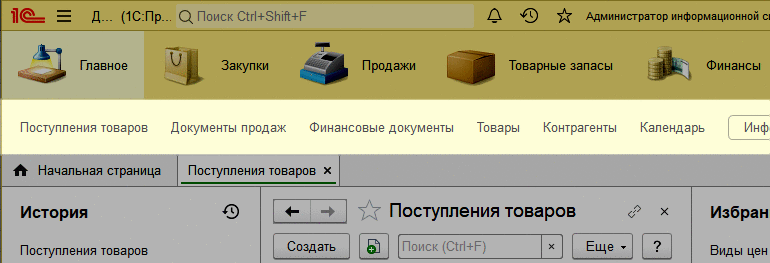 1С Д... (1С:Пр... Поиск Ctrl+Shift+F Администратор информационной си
Главное Закупки Продажи Товарные запасы Финансы
Поступления товаров Документы продаж Финансовые документы Товары Контрагенты Календарь Инф
Начальная страница Поступления товаров ×
История Поступления товаров × Избран
Создать Поиск (Ctrl+F) × Еще ?
Поступления товаров Виды цен